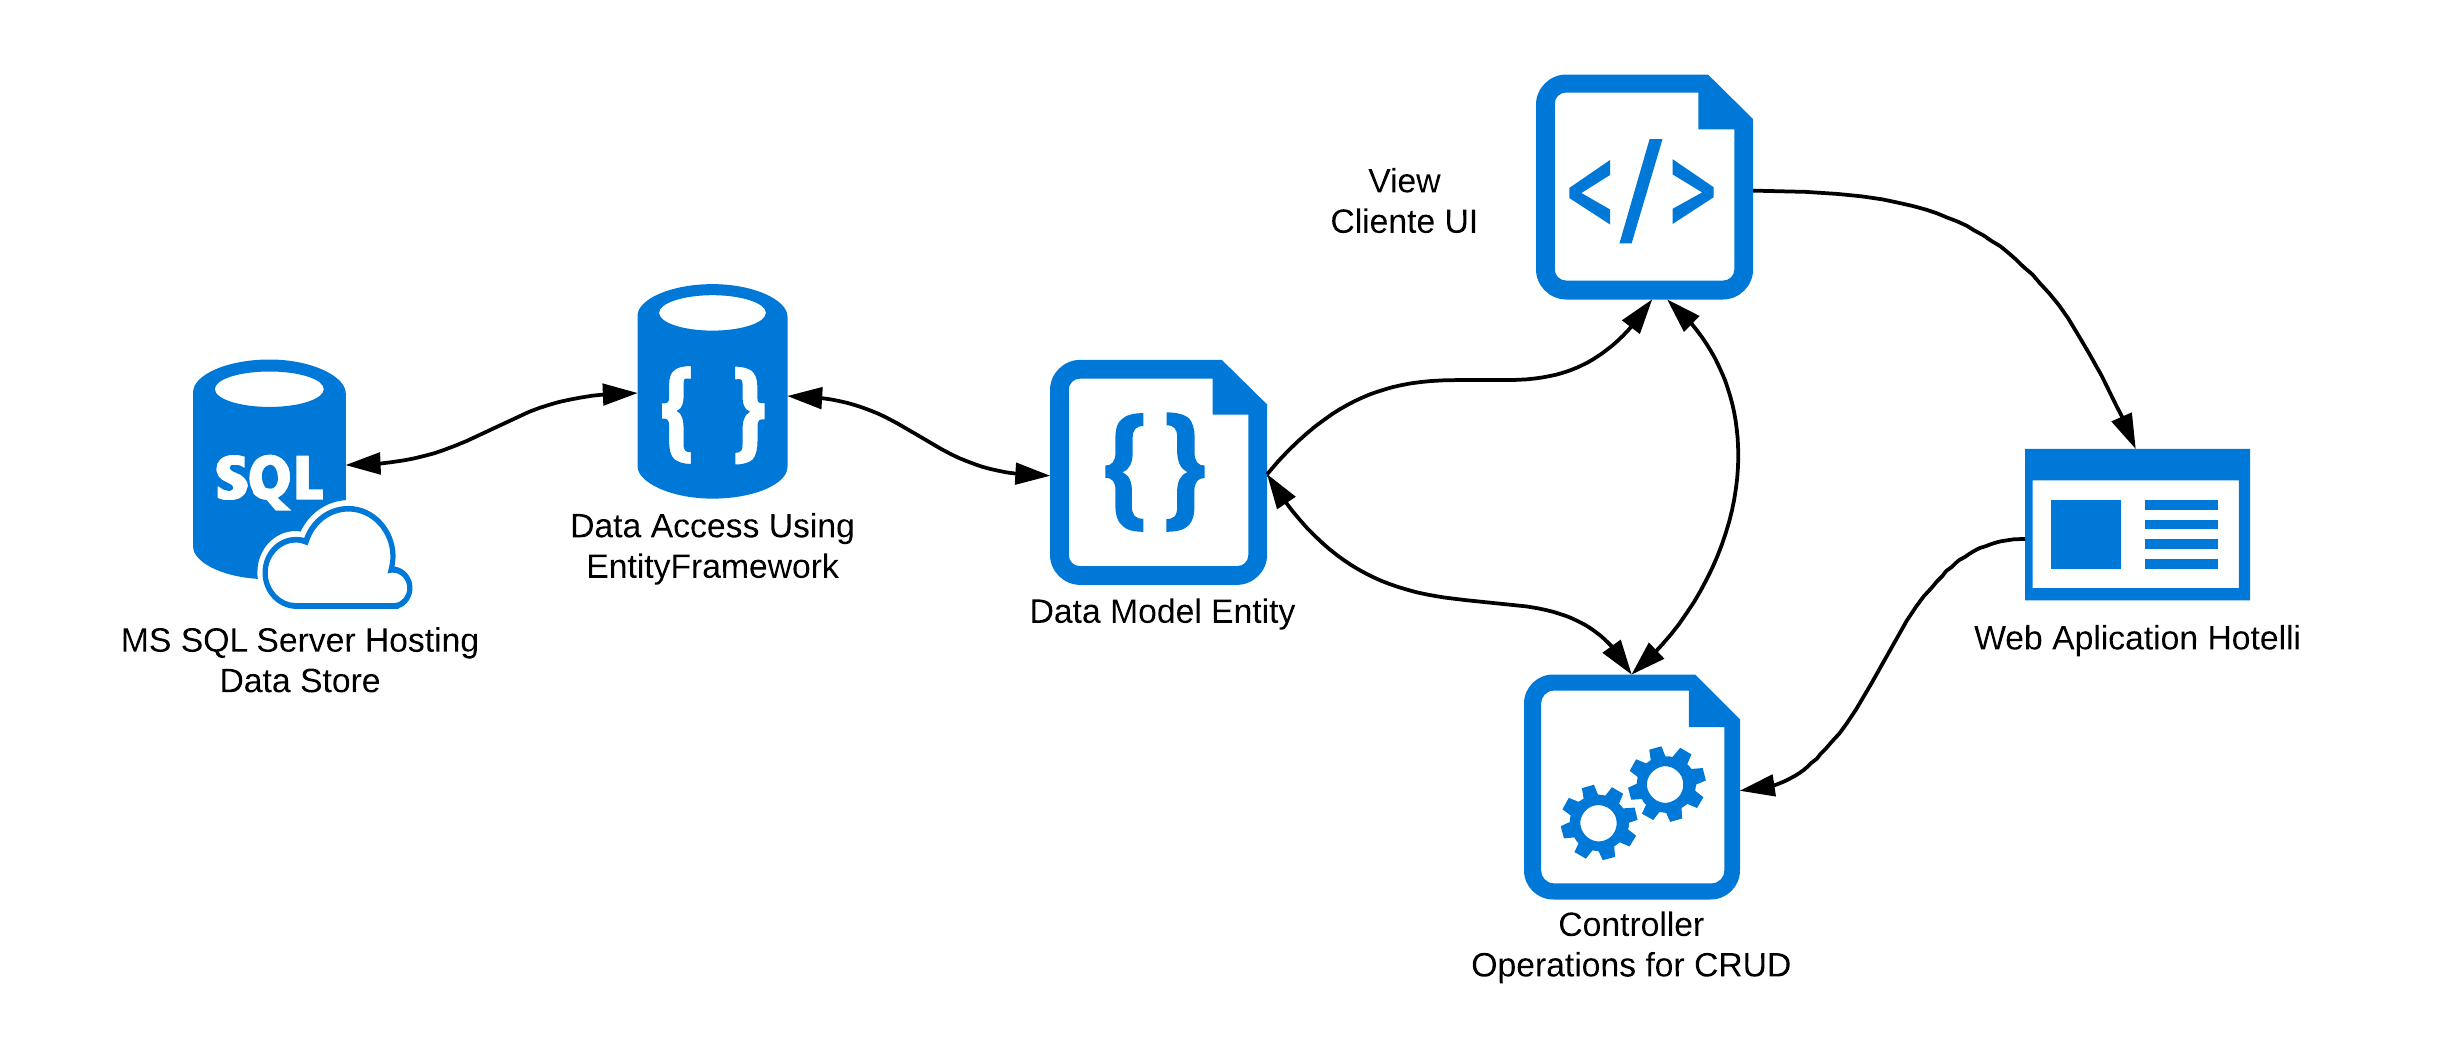 View
Cliente UI
</>
SQL
{ }
Data Access Using
EntityFramework
{ }
Data Model Entity
MS SQL Server Hosting
Data Store
Web Aplication Hotelli
Controller
Operations for CRUD